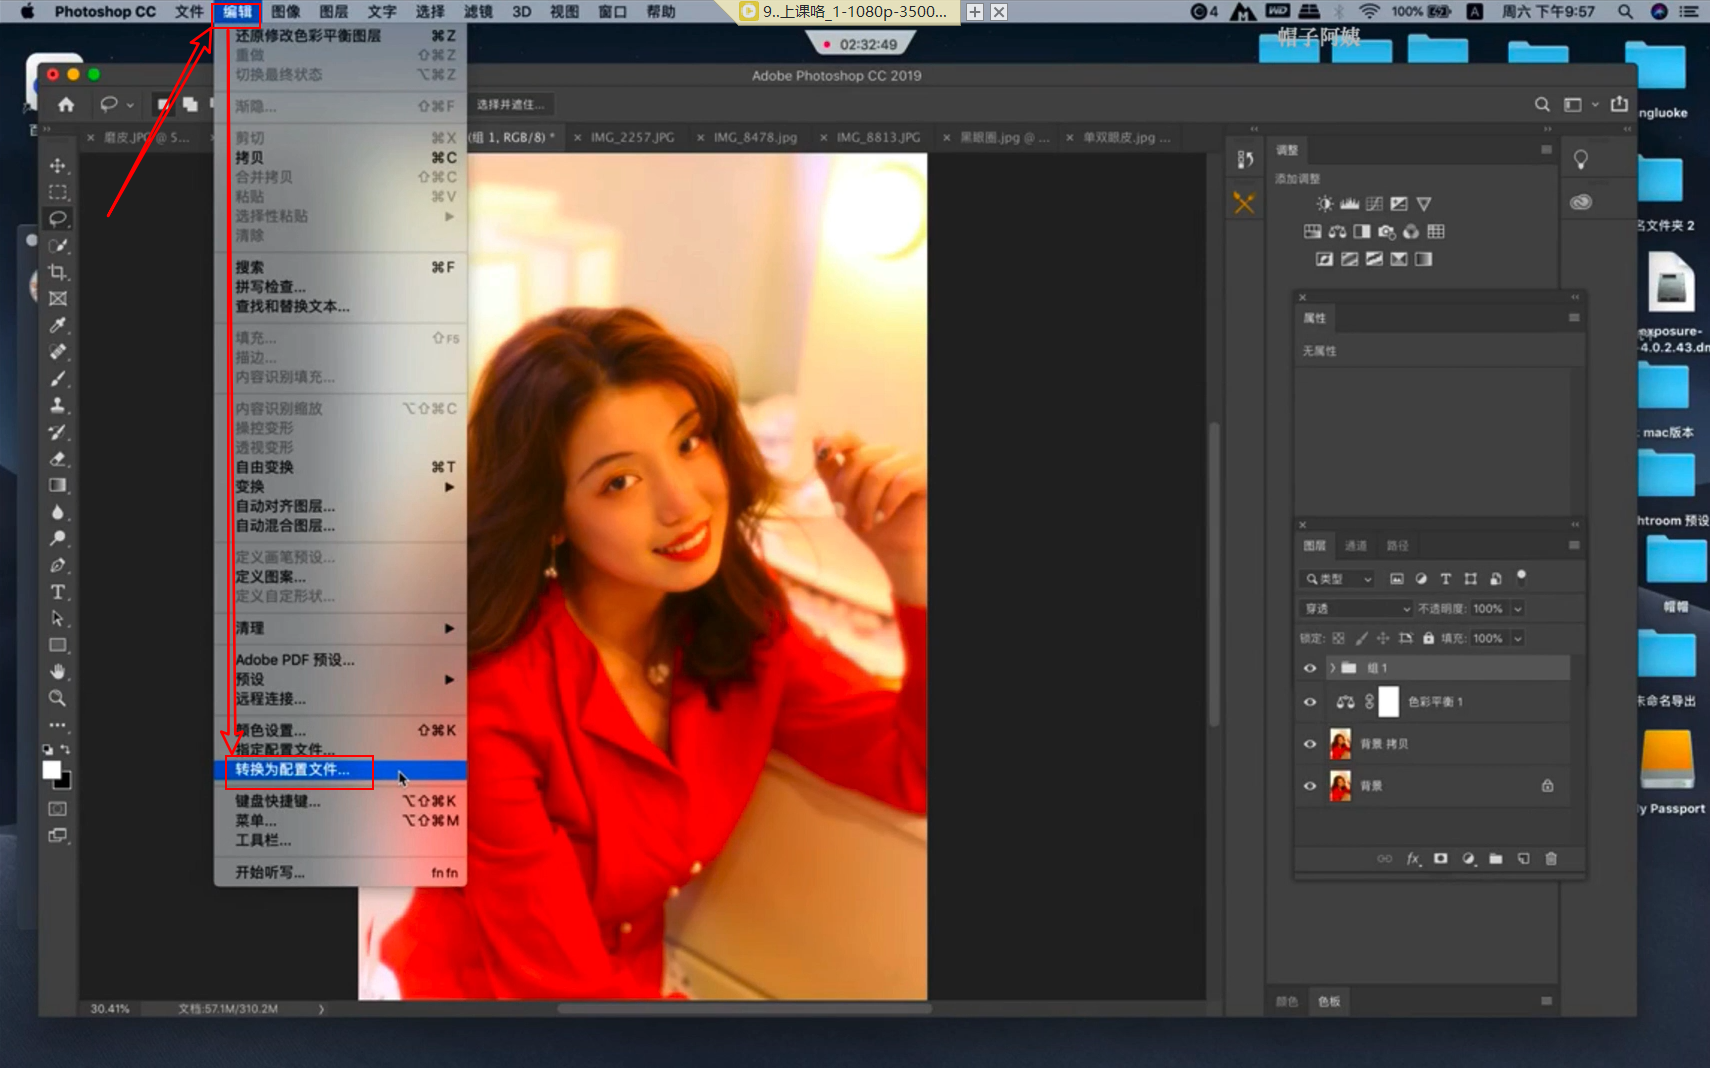 Photoshop CC 文件 编辑 图像 图层 文字 选择 滤镜 3D 视图 窗口 帮助
9..上课咯_1-1080p-3500...
4 100% A 周六 下午9:57
02:32:49
帽子阿姨
Adobe Photoshop CC 2019
还原修改色彩平衡图层 ⌘Z
重做 ⇧⌘Z
切换最终状态 ⌥⌘Z
渐隐... ⇧⌘F
剪切 ⌘X
拷贝 ⌘C
合并拷贝 ⇧⌘C
粘贴 ⌘V
选择性粘贴
清除
搜索 ⌘F
拼写检查...
查找和替换文本...
填充... ⇧F5
描边...
内容识别填充...
内容识别缩放 ⌥⇧⌘C
操控变形
透视变形
自由变换 ⌘T
变换
自动对齐图层...
自动混合图层...
定义画笔预设...
定义图案...
定义自定形状...
清理
Adobe PDF 预设...
预设
远程连接...
颜色设置... ⇧⌘K
指定配置文件...
转换为配置文件...
键盘快捷键... ⌥⇧⌘K
菜单... ⌥⇧⌘M
工具栏...
开始听写... fn fn
选择并遮住...
磨皮.JPG @ 5...
(组 1, RGB/8) *
IMG_2257.JPG
IMG_8478.jpg
IMG_8813.JPG
黑眼圈.jpg @ ...
单双眼皮.jpg ...
调整
添加调整
属性
无属性
图层 通道 路径
类型
穿透 不透明度: 100%
锁定: 填充: 100%
组 1
色彩平衡 1
背景 拷贝
背景
fx
颜色 色板
30.41% 文档:57.1M/310.2M
ngluoke
名文件夹 2
exposure-
4.0.2.43.dn
mac版本
htroom 预设
帽帽
未命名导出
y Passport